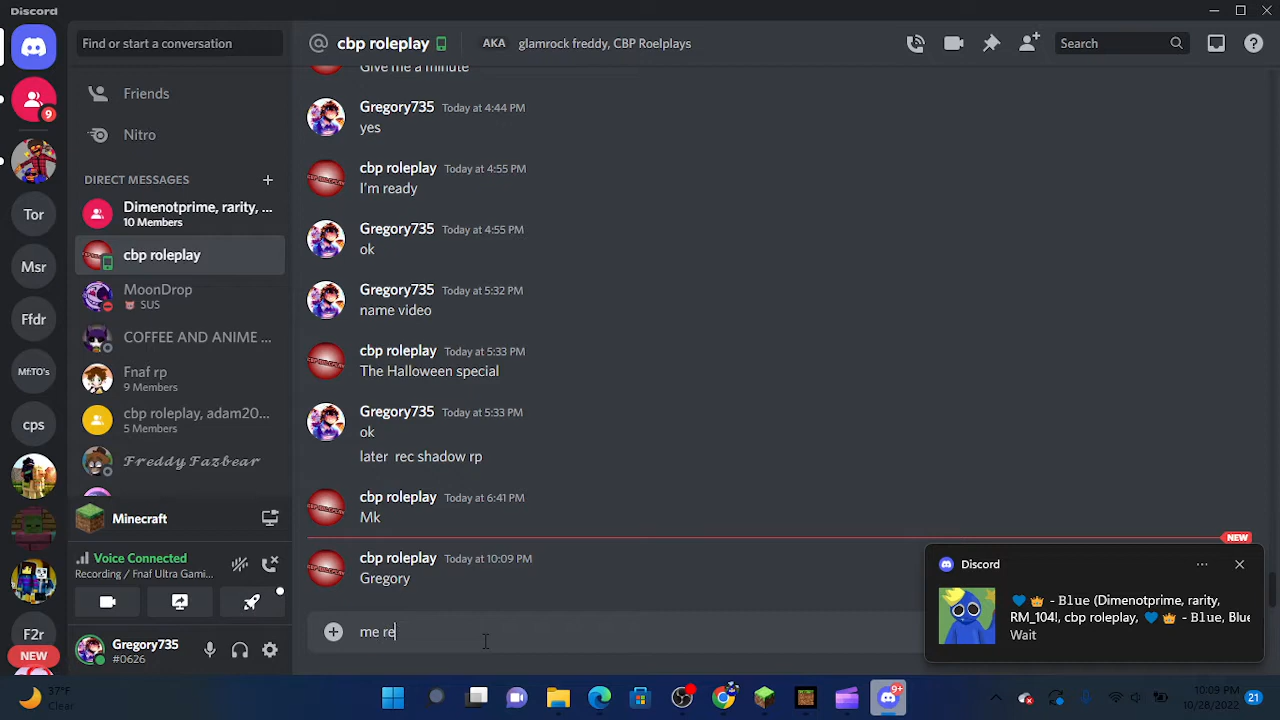 Discord
Find or start a conversation
cbp roleplay
AKA glamrock freddy, CBP Roelplays
Search
9
Friends
Nitro
DIRECT MESSAGES
Dimenotprime, rarity, ...
10 Members
cbp roleplay
MoonDrop
SUS
COFFEE AND ANIME ...
Fnaf rp
9 Members
cbp roleplay, adam20...
5 Members
𝓕𝓻𝓮𝓭𝓭𝔂 𝓕𝓪𝔃𝓫𝓮𝓪𝓻
Tor
Msr
Ffdr
Mf:TO's
cps
F2r
NEW
Minecraft
Voice Connected
Recording / Fnaf Ultra Gami...
Gregory735
#0626
Give me a minute
Gregory735 Today at 4:44 PM
yes
cbp roleplay Today at 4:55 PM
I'm ready
Gregory735 Today at 4:55 PM
ok
Gregory735 Today at 5:32 PM
name video
cbp roleplay Today at 5:33 PM
The Halloween special
Gregory735 Today at 5:33 PM
ok
later rec shadow rp
cbp roleplay Today at 6:41 PM
Mk
NEW
cbp roleplay Today at 10:09 PM
Gregory
me re
Discord
💙 👑 - Blue (Dimenotprime, rarity,
RM_104!, cbp roleplay, 💙 👑 - Blue, Blue
Wait
37°F
Clear
9+
10:09 PM
10/28/2022
21